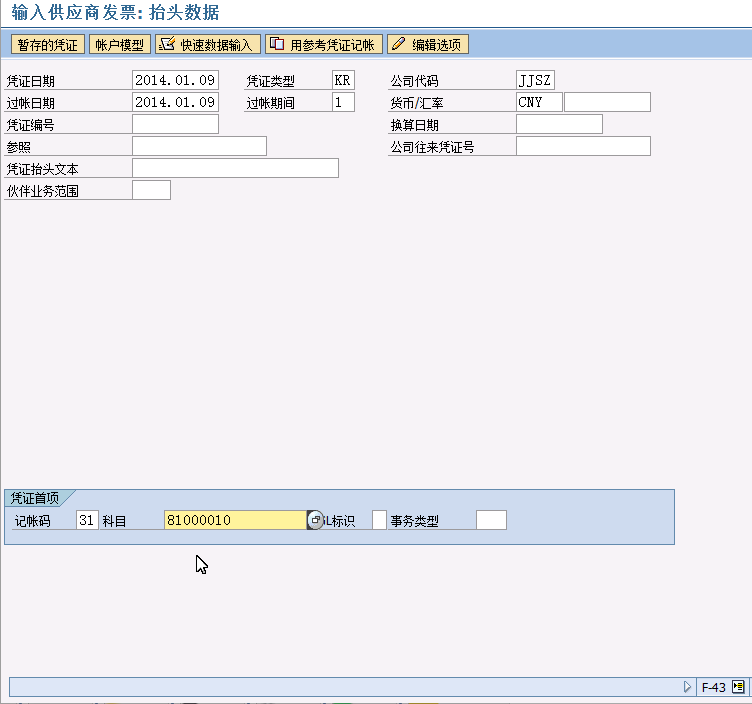 输入供应商发票: 抬头数据
暂存的凭证 帐户模型 快速数据输入 用参考凭证记帐 编辑选项
凭证日期 2014.01.09 凭证类型 KR 公司代码 JJSZ
过帐日期 2014.01.09 过帐期间 1 货币/汇率 CNY
凭证编号 换算日期
参照 公司往来凭证号
凭证抬头文本
伙伴业务范围
凭证首项
记帐码 31 科目 81000010 GL标识 事务类型
F-43